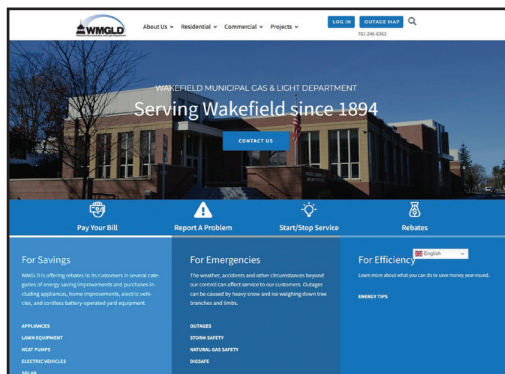 WMGLD
About Us
Residential
Commercial
Projects
LOG IN
OUTAGE MAP
781-246-6363
WAKEFIELD MUNICIPAL GAS & LIGHT DEPARTMENT
Serving Wakefield since 1894
CONTACT US
Pay Your Bill
Report A Problem
Start/Stop Service
Rebates
For Savings
WMGLD is offering rebates to its customers in several cate-
gories of energy saving improvements and purchases in-
cluding appliances, home improvements, electric vehi-
cles, and cordless battery-operated yard equipment.
APPLIANCES
LAWN EQUIPMENT
HEAT PUMPS
ELECTRIC VEHICLES
SOLAR
For Emergencies
The weather, accidents and other circumstances beyond
our control can affect service to our customers. Outages
can be caused by heavy snow and ice weighing down tree
branches and limbs.
OUTAGES
STORM SAFETY
NATURAL GAS SAFETY
DIGSAFE
For Efficiency
English
Learn more about what you can do to save money year-round.
ENERGY TIPS